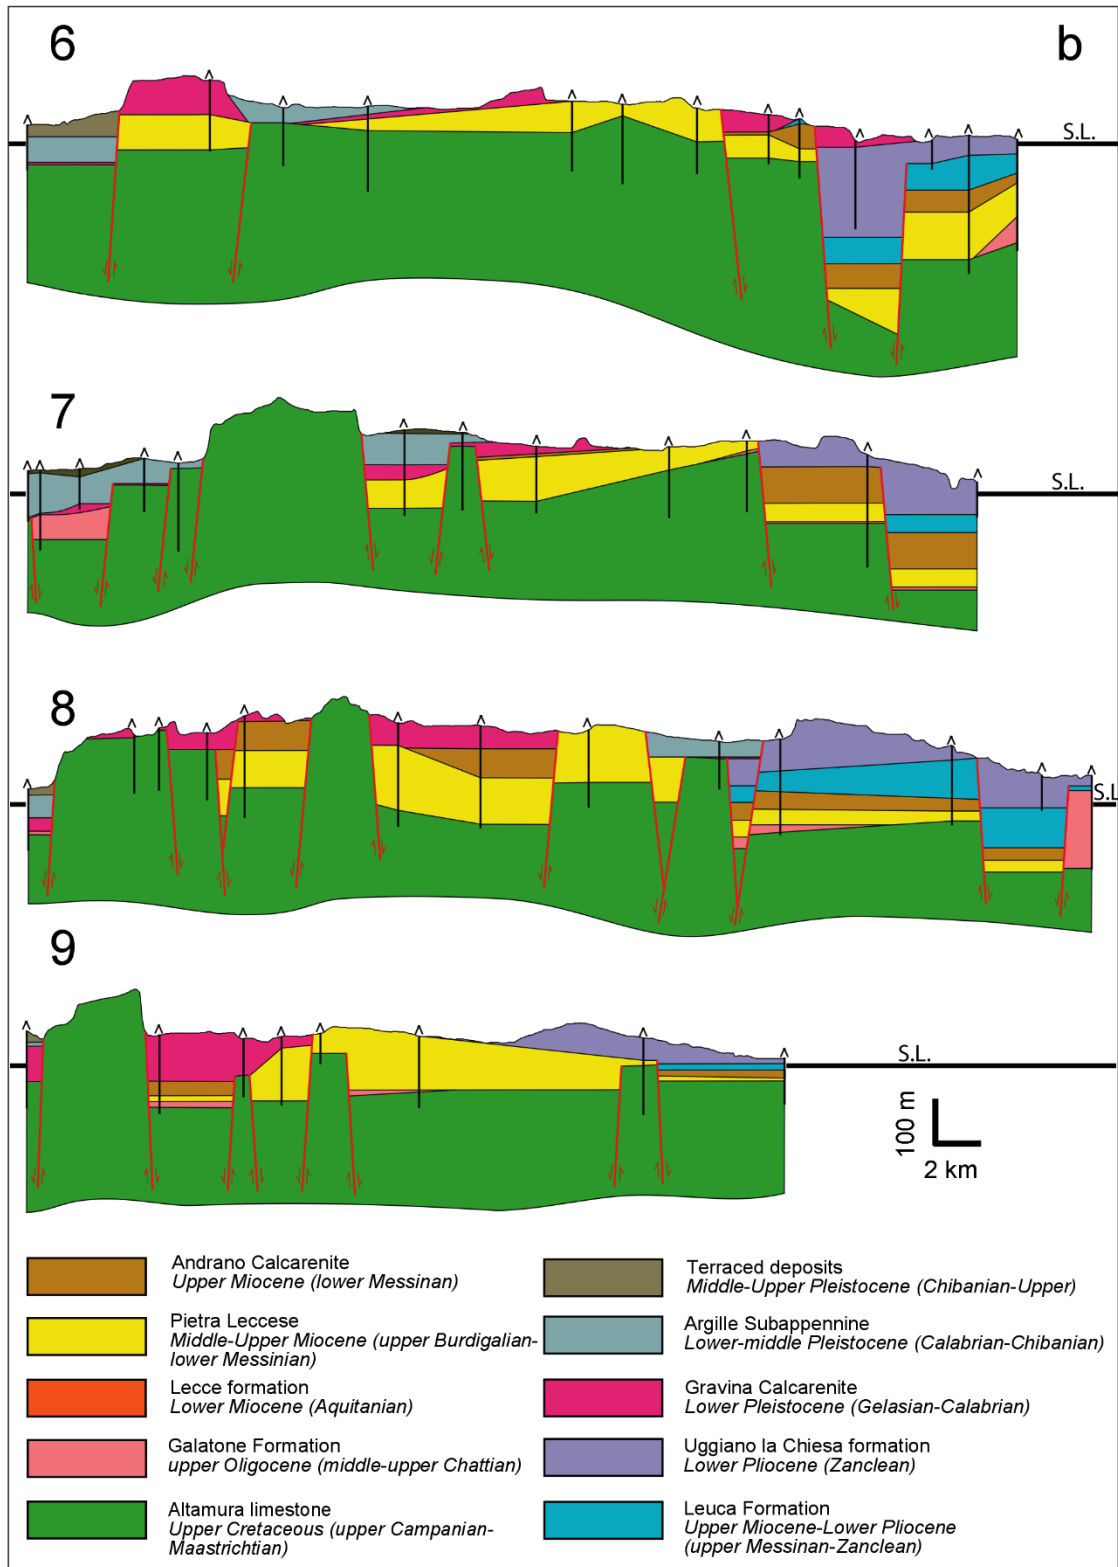 6
b
S.L.
7
S.L.
8
S.L
9
S.L.
100 m
2 km
Andrano Calcarenite
Upper Miocene (lower Messinan)
Pietra Leccese
Middle-Upper Miocene (upper Burdigalian-
lower Messinian)
Lecce formation
Lower Miocene (Aquitanian)
Galatone Formation
upper Oligocene (middle-upper Chattian)
Altamura limestone
Upper Cretaceous (upper Campanian-
Maastrichtian)
Terraced deposits
Middle-Upper Pleistocene (Chibanian-Upper)
Argille Subappennine
Lower-middle Pleistocene (Calabrian-Chibanian)
Gravina Calcarenite
Lower Pleistocene (Gelasian-Calabrian)
Uggiano la Chiesa formation
Lower Pliocene (Zanclean)
Leuca Formation
Upper Miocene-Lower Pliocene
(upper Messinan-Zanclean)